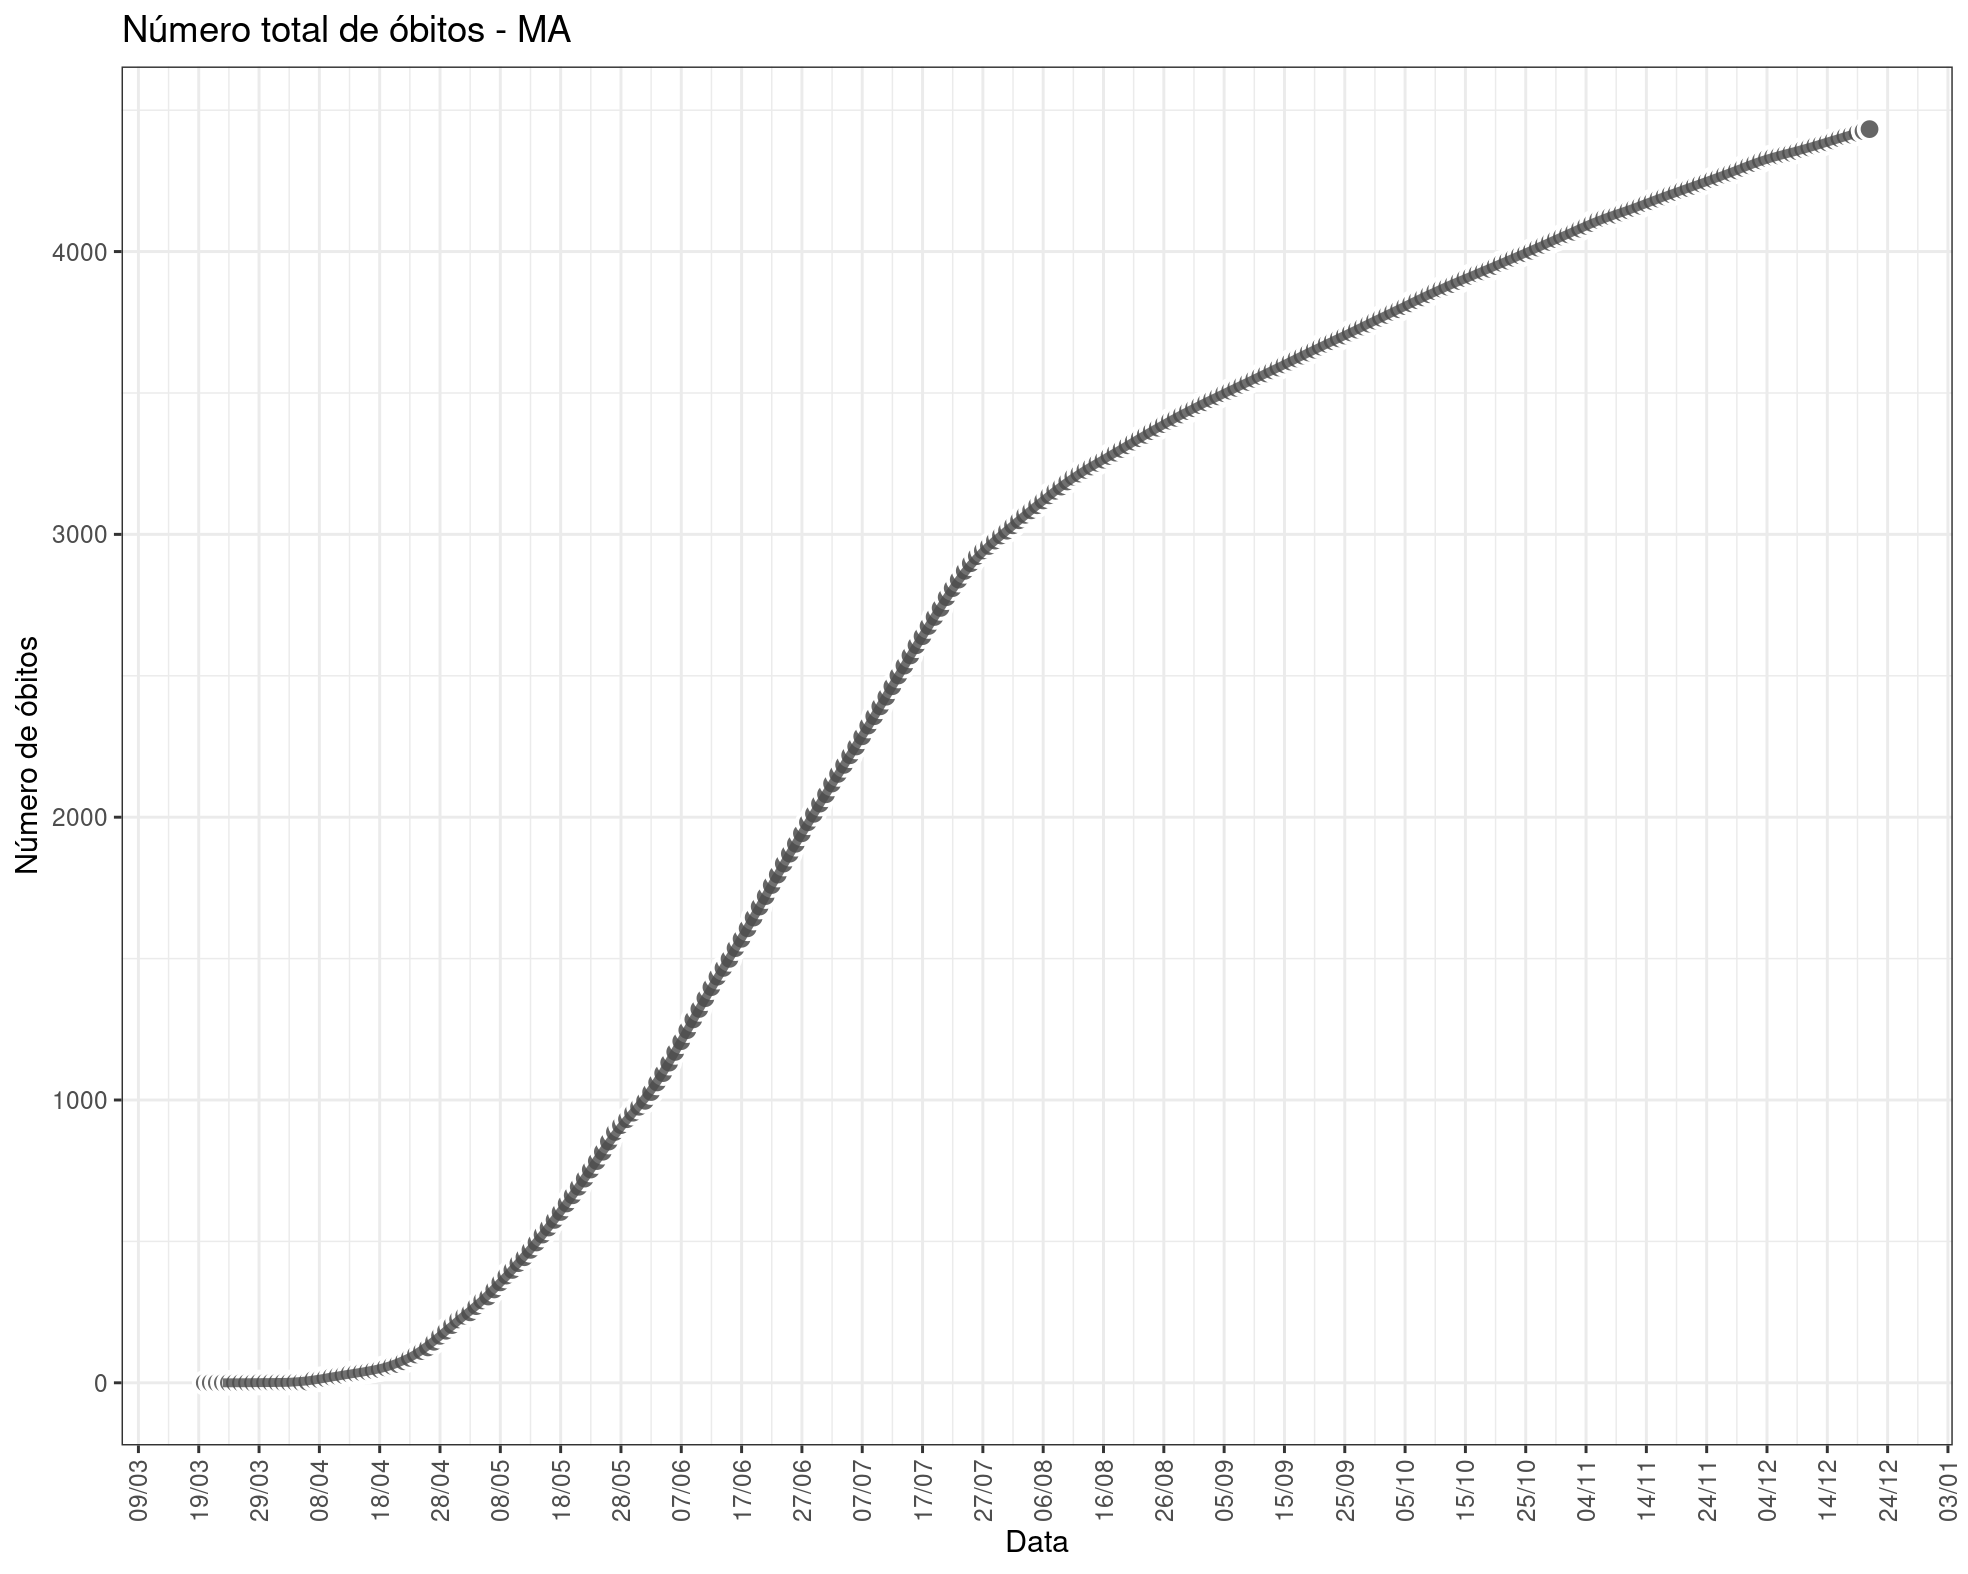 Número total de óbitos - MA
Número de óbitos
4000
3000
2000
1000
0
09/03 19/03 29/03 08/04 18/04 28/04 08/05 18/05 28/05 07/06 17/06 27/06 07/07 17/07 27/07 06/08 16/08 26/08 05/09 15/09 25/09 05/10 15/10 25/10 04/11 14/11 24/11 04/12 14/12 24/12 03/01
Data